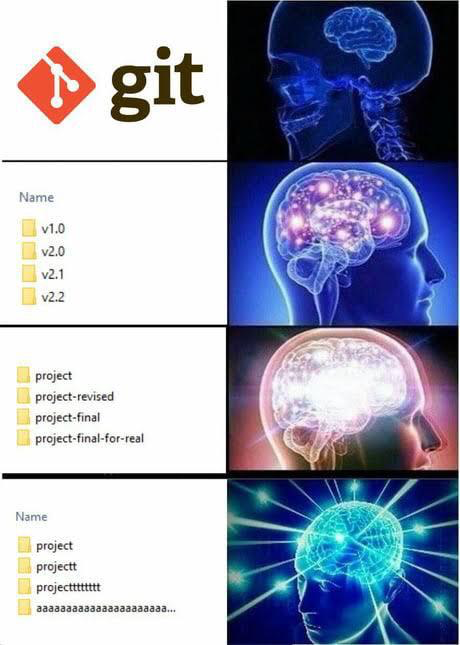 git
Name
v1.0
v2.0
v2.1
v2.2
project
project-revised
project-final
project-final-for-real
Name
project
projectt
projectttttttt
aaaaaaaaaaaaaaaaaaaaaa...